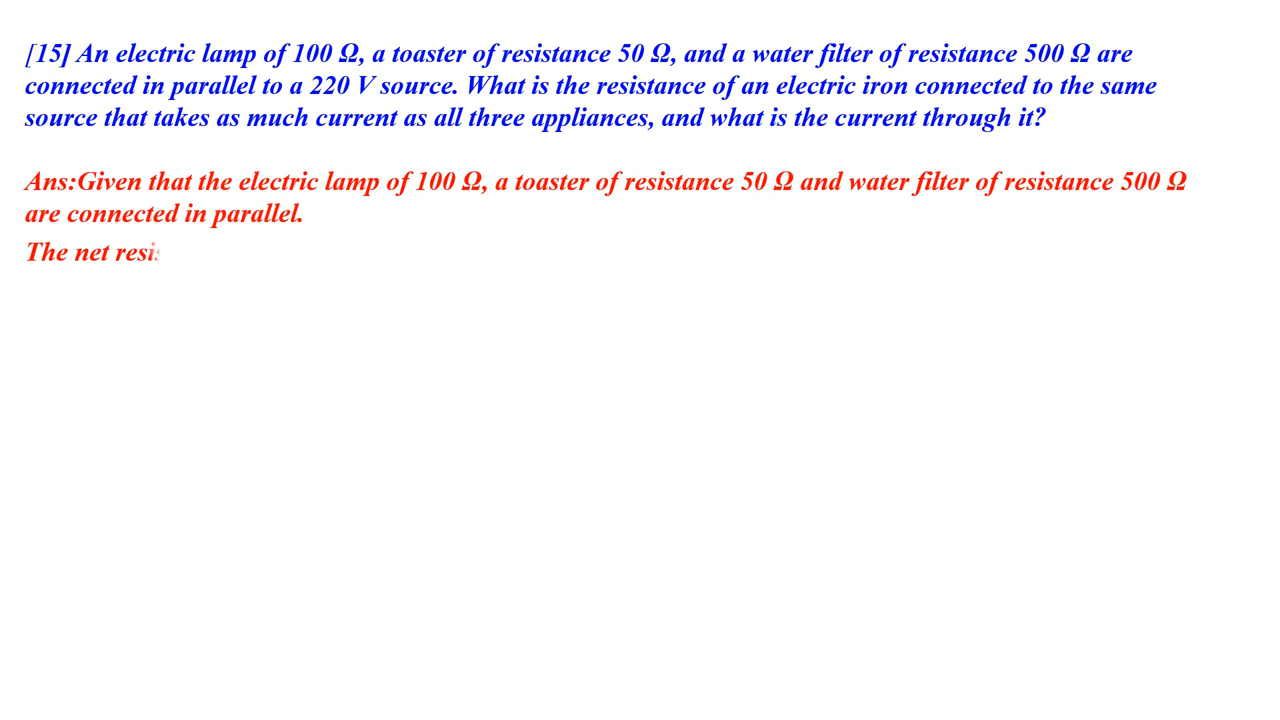 [15] An electric lamp of 100 Ω, a toaster of resistance 50 Ω, and a water filter of resistance 500 Ω are
connected in parallel to a 220 V source. What is the resistance of an electric iron connected to the same
source that takes as much current as all three appliances, and what is the current through it?
Ans:Given that the electric lamp of 100 Ω, a toaster of resistance 50 Ω and water filter of resistance 500 Ω
are connected in parallel.
The net resis